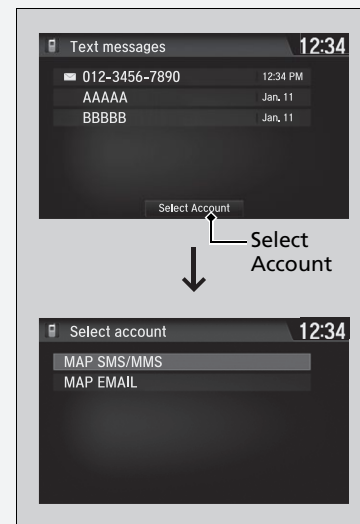 Text messages 12:34
012-3456-7890 12:34 PM
AAAAA Jan. 11
BBBBB Jan. 11
Select Account
Select
Account
Select account 12:34
MAP SMS/MMS
MAP EMAIL